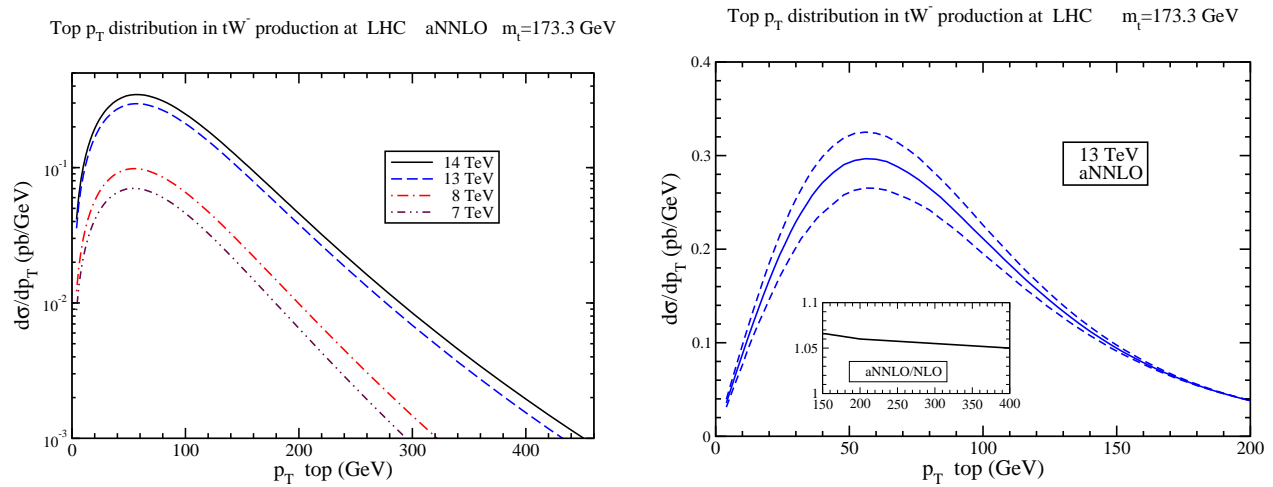 Top p_T distribution in tW^- production at LHC aNNLO m_t=173.3 GeV
dσ/dp_T (pb/GeV)
10^-1
10^-2
10^-3
14 TeV
13 TeV
8 TeV
7 TeV
0 100 200 300 400
p_T top (GeV)
Top p_T distribution in tW^- production at LHC m_t=173.3 GeV
dσ/dp_T (pb/GeV)
0.4
0.3
0.2
0.1
0
13 TeV
aNNLO
1.1
1.05
1
aNNLO/NLO
150 200 250 300 350 400
0 50 100 150 200
p_T top (GeV)